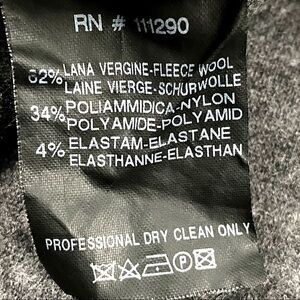 RN # 111290
62% LANA VERGINE-FLEECE WOOL
LAINE VIERGE-SCHURWOLLE
34% POLIAMMIDICA-NYLON
POLYAMIDE-POLYAMID
4% ELASTAM-ELASTANE
ELASTHANNE-ELASTHAN
PROFESSIONAL DRY CLEAN ONLY
P